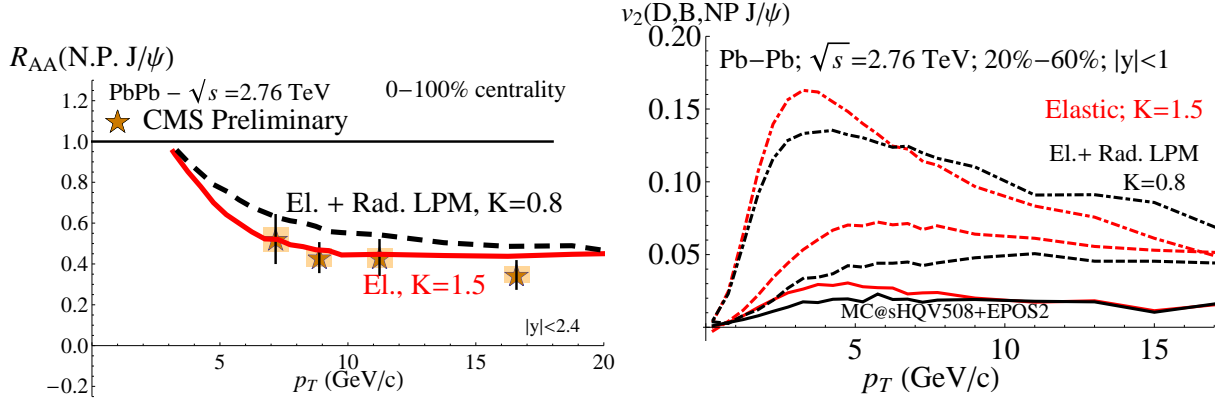 R_AA(N.P. J/ψ)
PbPb − √s =2.76 TeV
0−100% centrality
CMS Preliminary
El. + Rad. LPM, K=0.8
El., K=1.5
|y|<2.4
1.2
1.0
0.8
0.6
0.4
0.2
0.0
−0.2
5
10
15
20
p_T (GeV/c)
v_2(D,B,NP J/ψ)
Pb−Pb; √s =2.76 TeV; 20%−60%; |y|<1
Elastic; K=1.5
El.+ Rad. LPM
K=0.8
MC@sHQV508+EPOS2
0.20
0.15
0.10
0.05
5
10
15
p_T (GeV/c)